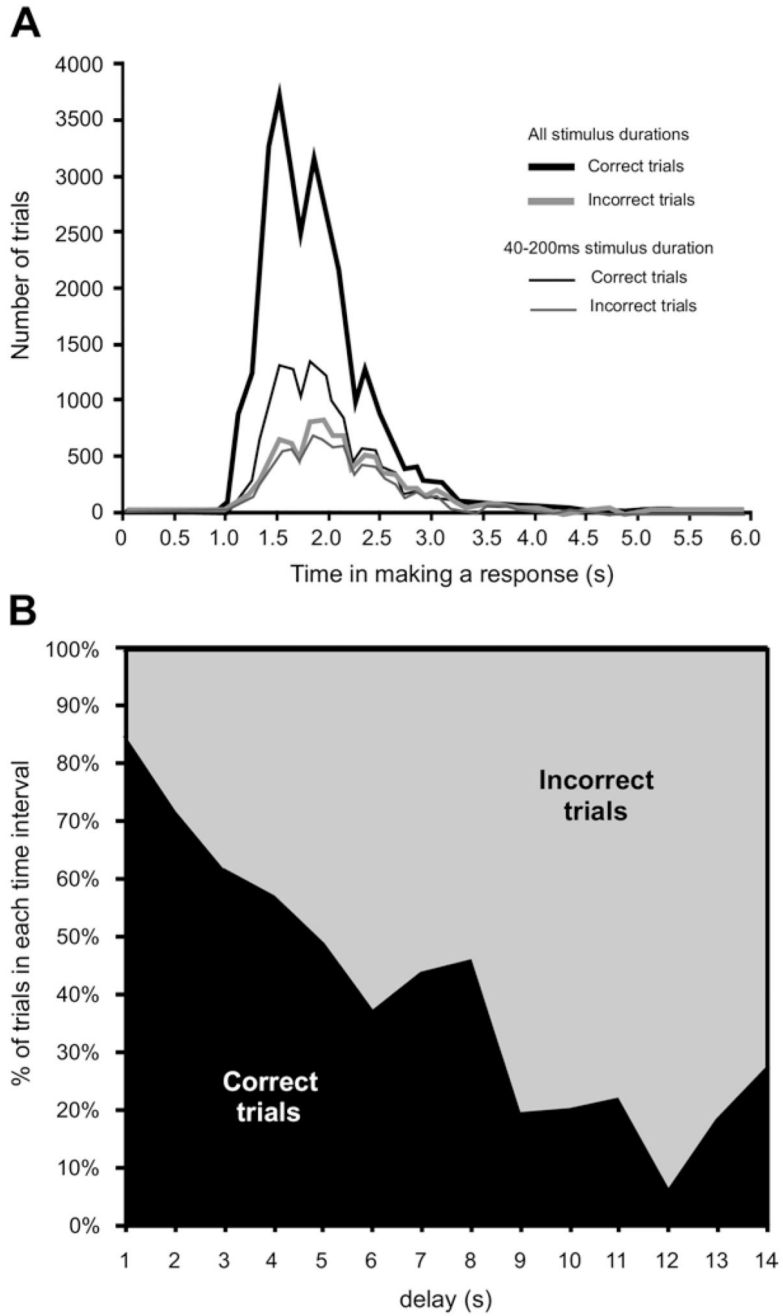 A
4000
3500
3000
2500
2000
1500
1000
500
0
Number of trials
All stimulus durations
Correct trials
Incorrect trials
40-200ms stimulus duration
Correct trials
Incorrect trials
0 0.5 1.0 1.5 2.0 2.5 3.0 3.5 4.0 4.5 5.0 5.5 6.0
Time in making a response (s)
B
100%
90%
80%
70%
60%
50%
40%
30%
20%
10%
0%
% of trials in each time interval
Incorrect
trials
Correct
trials
1 2 3 4 5 6 7 8 9 10 11 12 13 14
delay (s)